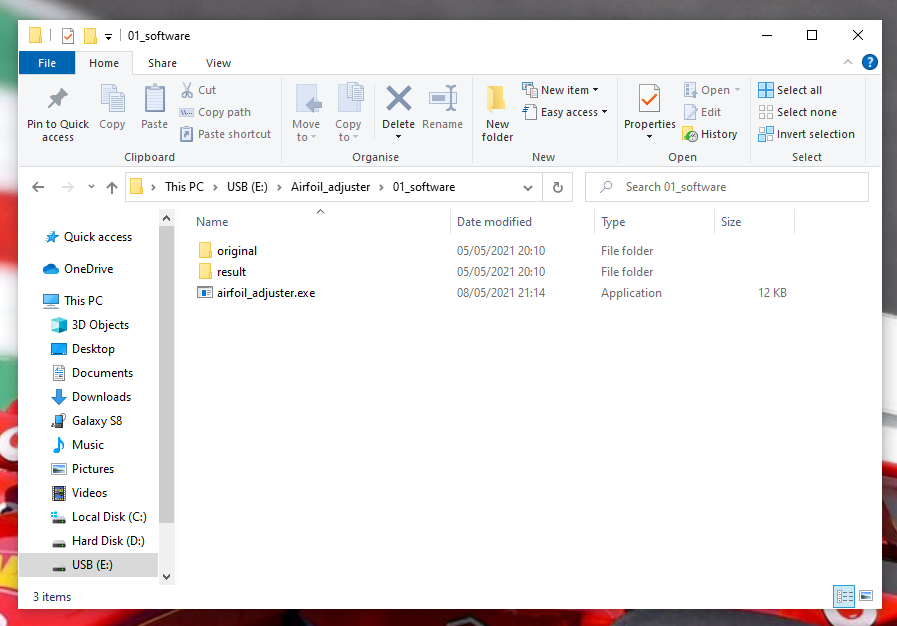 01_software
File Home Share View
Pin to Quick access
Copy
Paste
Cut
Copy path
Paste shortcut
Clipboard
Move to
Copy to
Delete
Rename
Organise
New folder
New item
Easy access
New
Properties
Open
Edit
History
Open
Select all
Select none
Invert selection
Select
This PC > USB (E:) > Airfoil_adjuster > 01_software
Search 01_software
Quick access
OneDrive
This PC
3D Objects
Desktop
Documents
Downloads
Galaxy S8
Music
Pictures
Videos
Local Disk (C:)
Hard Disk (D:)
USB (E:)
Name Date modified Type Size
original 05/05/2021 20:10 File folder
result 05/05/2021 20:10 File folder
airfoil_adjuster.exe 08/05/2021 21:14 Application 12 KB
3 items